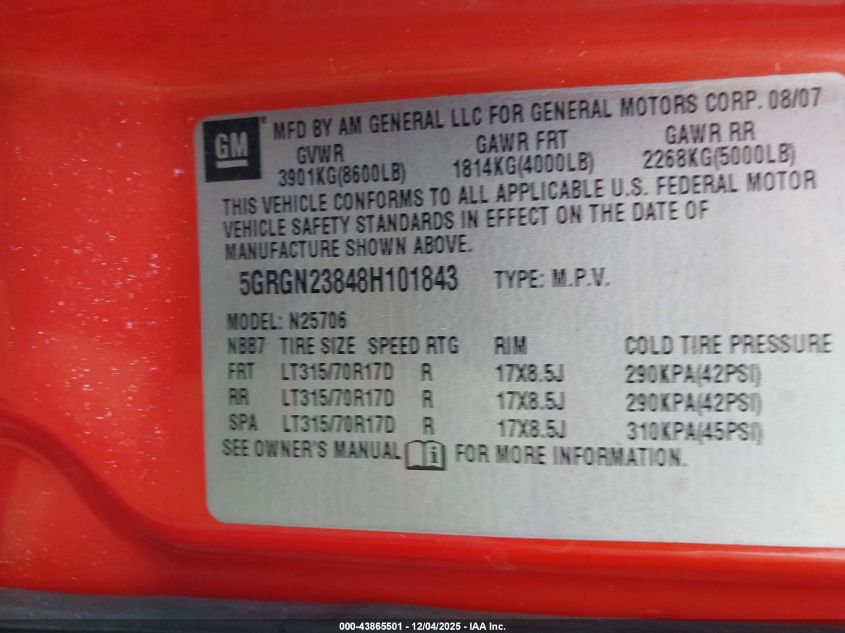 GM® MFD BY AM GENERAL LLC FOR GENERAL MOTORS CORP. 08/07
GVWR GAWR FRT GAWR RR
3901KG(8600LB) 1814KG(4000LB) 2268KG(5000LB)
THIS VEHICLE CONFORMS TO ALL APPLICABLE U.S. FEDERAL MOTOR
VEHICLE SAFETY STANDARDS IN EFFECT ON THE DATE OF
MANUFACTURE SHOWN ABOVE.
5GRGN23848H101843 TYPE: M.P.V.
MODEL: N25706
NBB7 TIRE SIZE SPEED RTG RIM COLD TIRE PRESSURE
FRT LT315/70R17D R 17X8.5J 290KPA(42PSI)
RR LT315/70R17D R 17X8.5J 290KPA(42PSI)
SPA LT315/70R17D R 17X8.5J 310KPA(45PSI)
SEE OWNER'S MANUAL i FOR MORE INFORMATION.
000-43865501 - 12/04/2025 - IAA Inc.